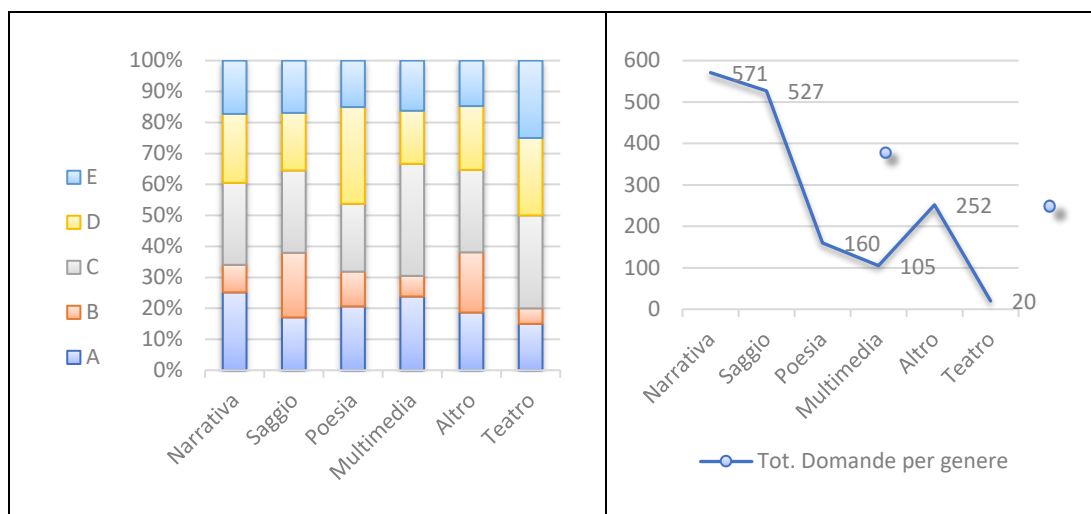 100%
90%
80%
70%
60%
50%
40%
30%
20%
10%
0%
E
D
C
B
A
Narrativa
Saggio
Poesia
Multimedia
Altro
Teatro
600
500
400
300
200
100
0
571
527
160
105
252
20
Narrativa
Saggio
Poesia
Multimedia
Altro
Teatro
Tot. Domande per genere